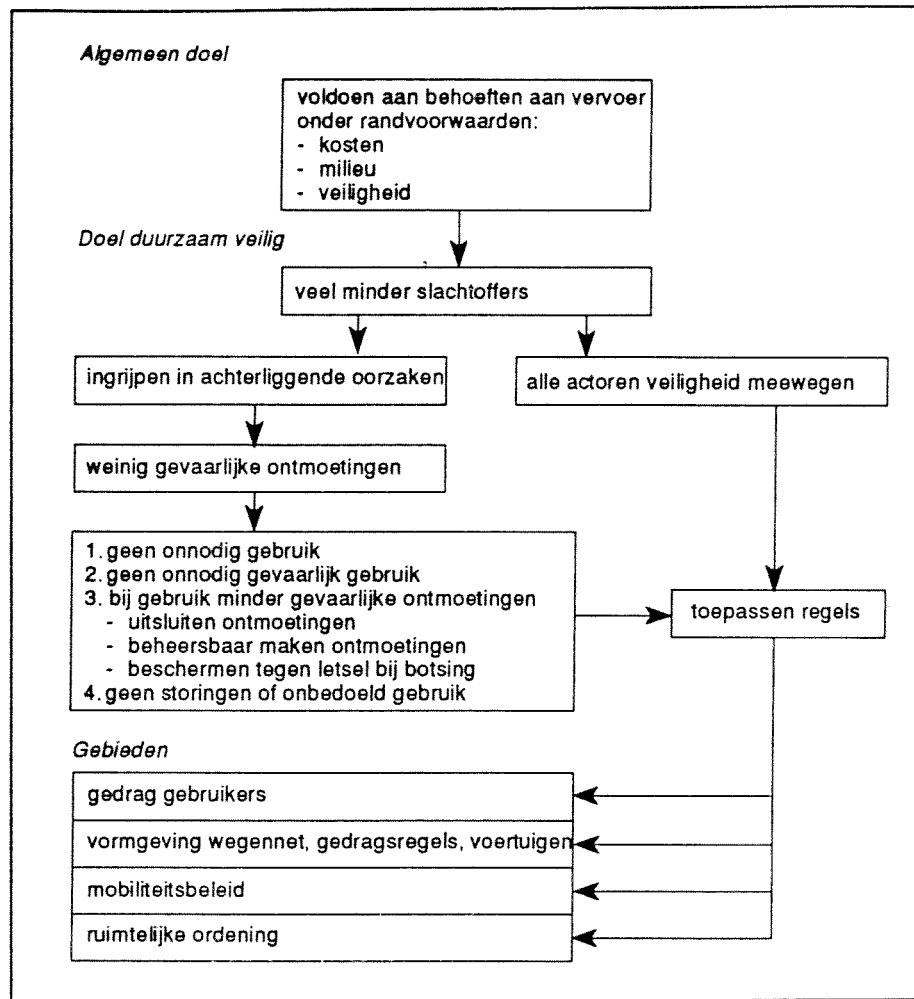 Algemeen doel
voldoen aan behoeften aan vervoer
onder randvoorwaarden:
- kosten
- milieu
- veiligheid
Doel duurzaam veilig
veel minder slachtoffers
ingrijpen in achterliggende oorzaken
alle actoren veiligheid meewegen
weinig gevaarlijke ontmoetingen
1. geen onnodig gebruik
2. geen onnodig gevaarlijk gebruik
3. bij gebruik minder gevaarlijke ontmoetingen
- uitsluiten ontmoetingen
- beheersbaar maken ontmoetingen
- beschermen tegen letsel bij botsing
4. geen storingen of onbedoeld gebruik
toepassen regels
Gebieden
gedrag gebruikers
vormgeving wegennet, gedragsregels, voertuigen
mobiliteitsbeleid
ruimtelijke ordening